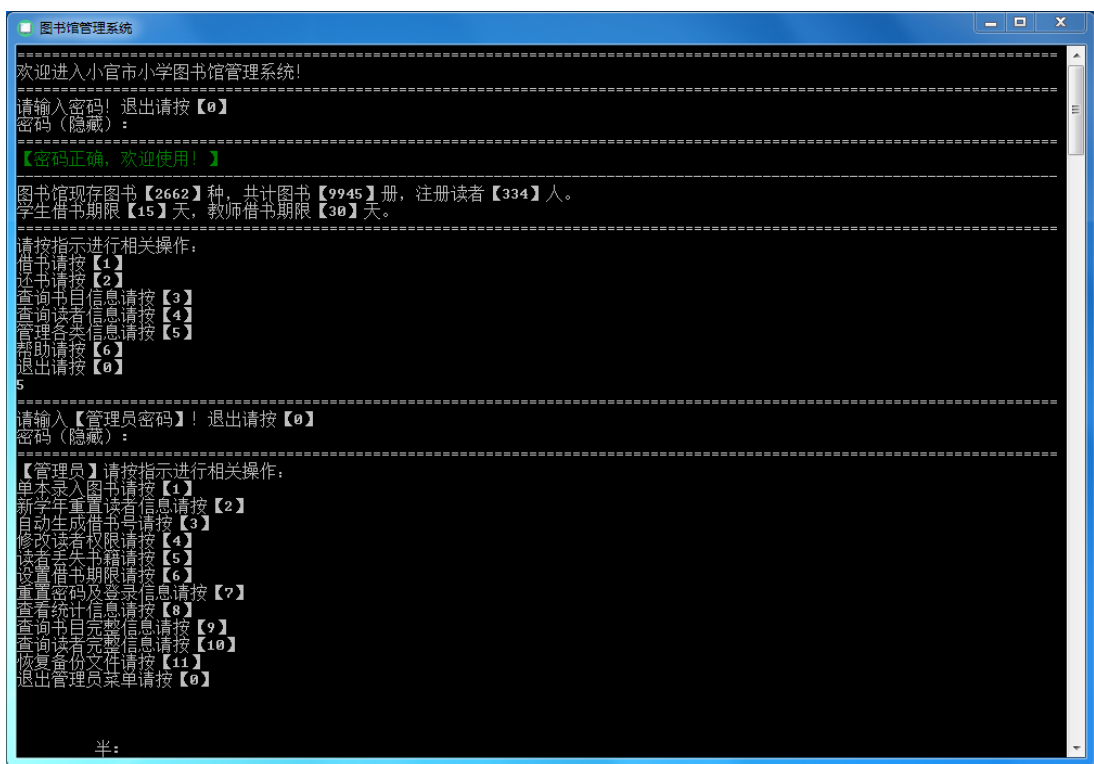 图书馆管理系统
欢迎进入小官市小学图书馆管理系统!
请输入密码! 退出请按【0】
密码（隐藏）:
【密码正确, 欢迎使用! 】
图书馆现存图书【2662】种, 共计图书【9945】册, 注册读者【334】人。
学生借书期限【15】天, 教师借书期限【30】天。
请按指示进行相关操作:
借书请按【1】
还书请按【2】
查询书目信息请按【3】
查询读者信息请按【4】
管理各类信息请按【5】
帮助请按【6】
退出请按【0】
5
请输入【管理员密码】! 退出请按【0】
密码（隐藏）:
【管理员】请按指示进行相关操作:
单本录入图书请按【1】
新学年重置读者信息请按【2】
自动生成借书号请按【3】
修改读者权限请按【4】
读者丢失书籍请按【5】
设置借书期限请按【6】
重置密码及登录信息请按【7】
查看统计信息请按【8】
查询书目完整信息请按【9】
查询读者完整信息请按【10】
恢复备份文件请按【11】
退出管理员菜单请按【0】
半: